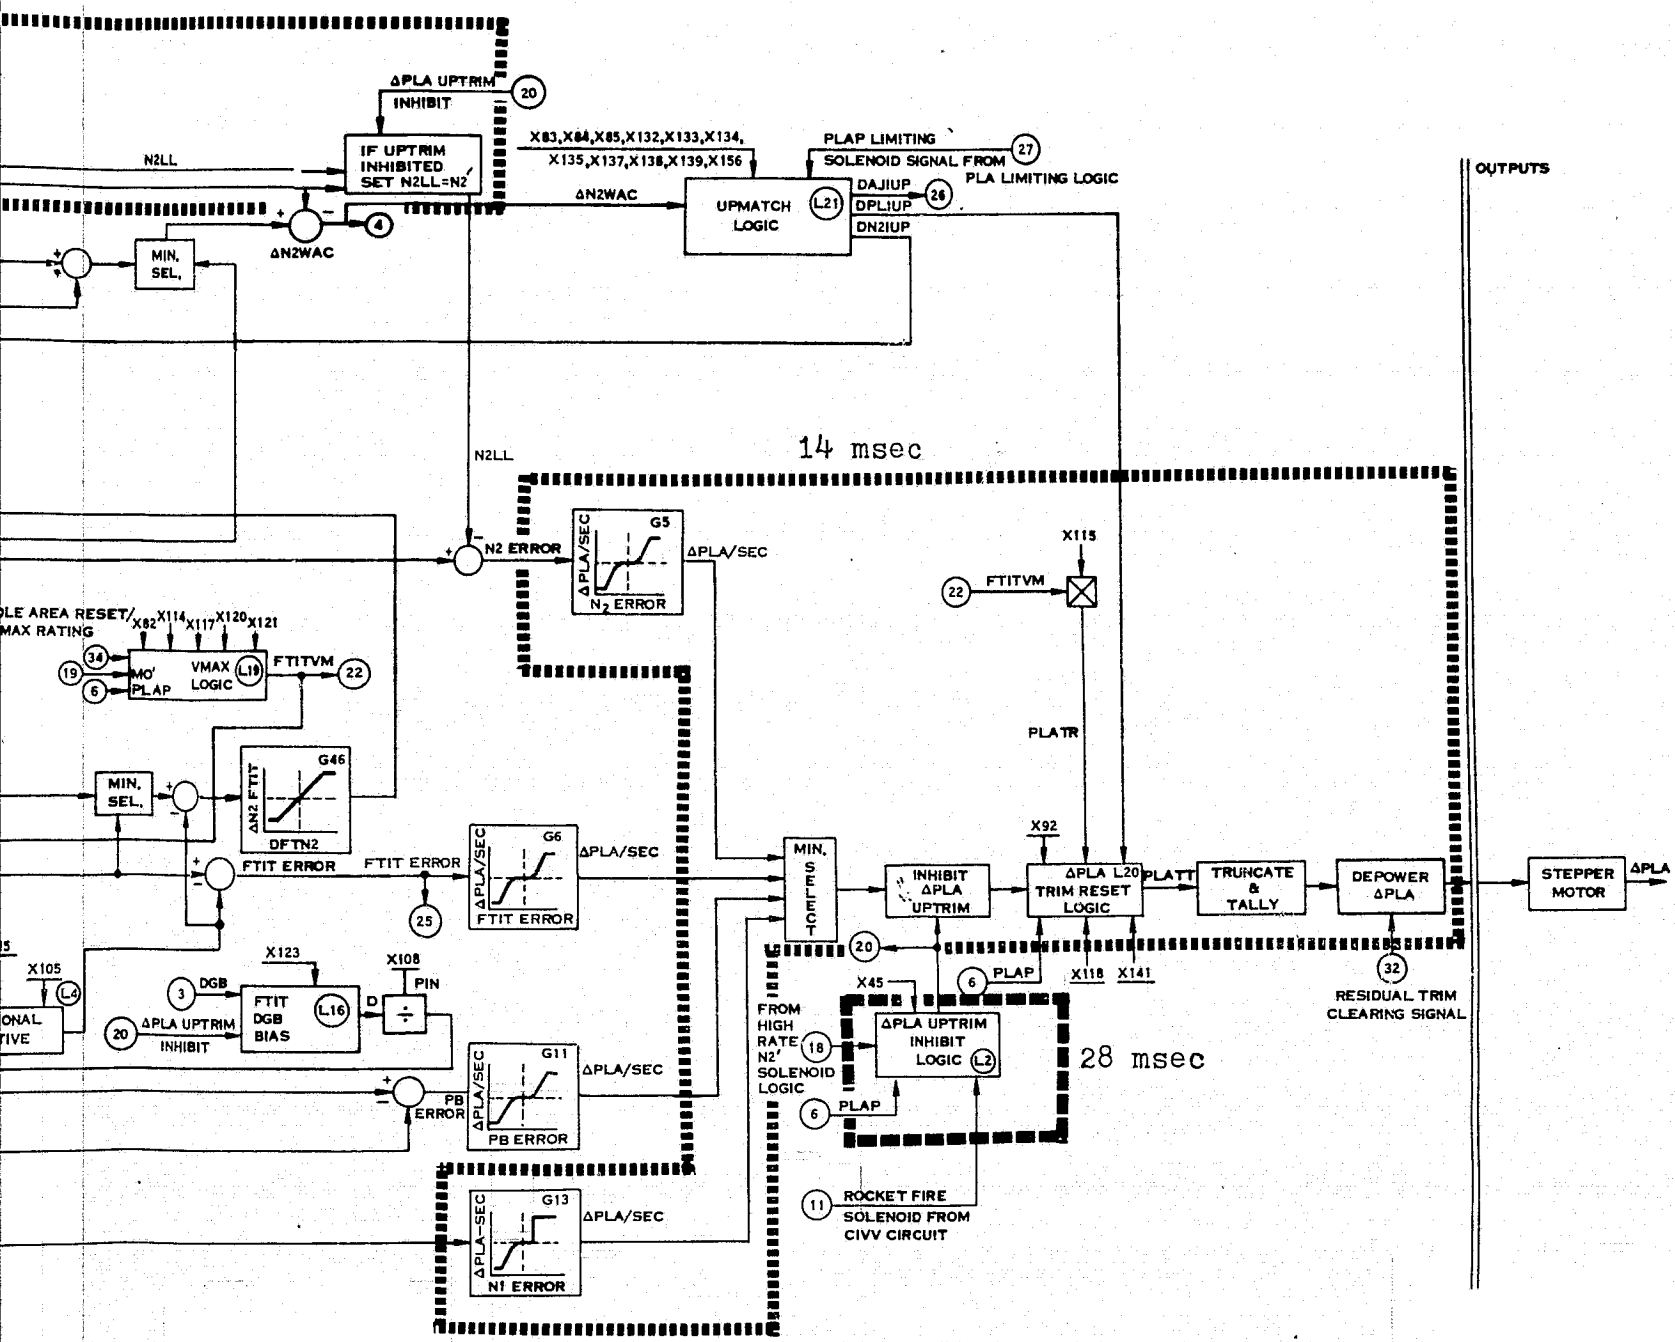 ΔPLA UPTRIM
INHIBIT
20
N2LL
IF UPTRIM
INHIBITED
SET N2LL=N2'
+
−
4
ΔN2WAC
+
+
MIN.
SEL.
X83,X84,X85,X132,X133,X134,
X135,X137,X138,X139,X156
PLAP LIMITING
SOLENOID SIGNAL FROM
PLA LIMITING LOGIC
27
ΔN2WAC
UPMATCH
LOGIC
L21
DAJIUP
DPLIUP
DN2IUP
26
OUTPUTS
N2LL
14 msec
+
−
N2 ERROR
G5
ΔPLA/SEC
N2 ERROR
ΔPLA/SEC
X115
22
FTITVM
PLATR
OLE AREA RESET/
MAX RATING
X82
X114
X117
X120
X121
34
19
6
MO'
PLAP
VMAX
LOGIC
L19
FTITVM
22
MIN.
SEL.
+
−
G46
ΔN2 FTIT
DFTN2
+
−
FTIT ERROR
FTIT ERROR
25
G6
ΔPLA/SEC
FTIT ERROR
ΔPLA/SEC
MIN.
SELECT
INHIBIT
ΔPLA
UPTRIM
X92
ΔPLA L20
TRIM RESET
LOGIC
PLATT
TRUNCATE
&
TALLY
DEPOWER
ΔPLA
STEPPER
MOTOR
ΔPLA
20
6
PLAP
X118
X141
32
RESIDUAL TRIM
CLEARING SIGNAL
5
X105
L4
ONAL
TIVE
3
DGB
20
ΔPLA UPTRIM
INHIBIT
X123
FTIT
DGB
BIAS
L16
D
X108
PIN
÷
+
−
PB
ERROR
G11
ΔPLA/SEC
PB ERROR
ΔPLA/SEC
FROM
HIGH
RATE
N2'
SOLENOID
LOGIC
18
X45
ΔPLA UPTRIM
INHIBIT
LOGIC
L2
28 msec
6
PLAP
11
ROCKET FIRE
SOLENOID FROM
CIVV CIRCUIT
G13
ΔPLA-SEC
N1 ERROR
ΔPLA/SEC